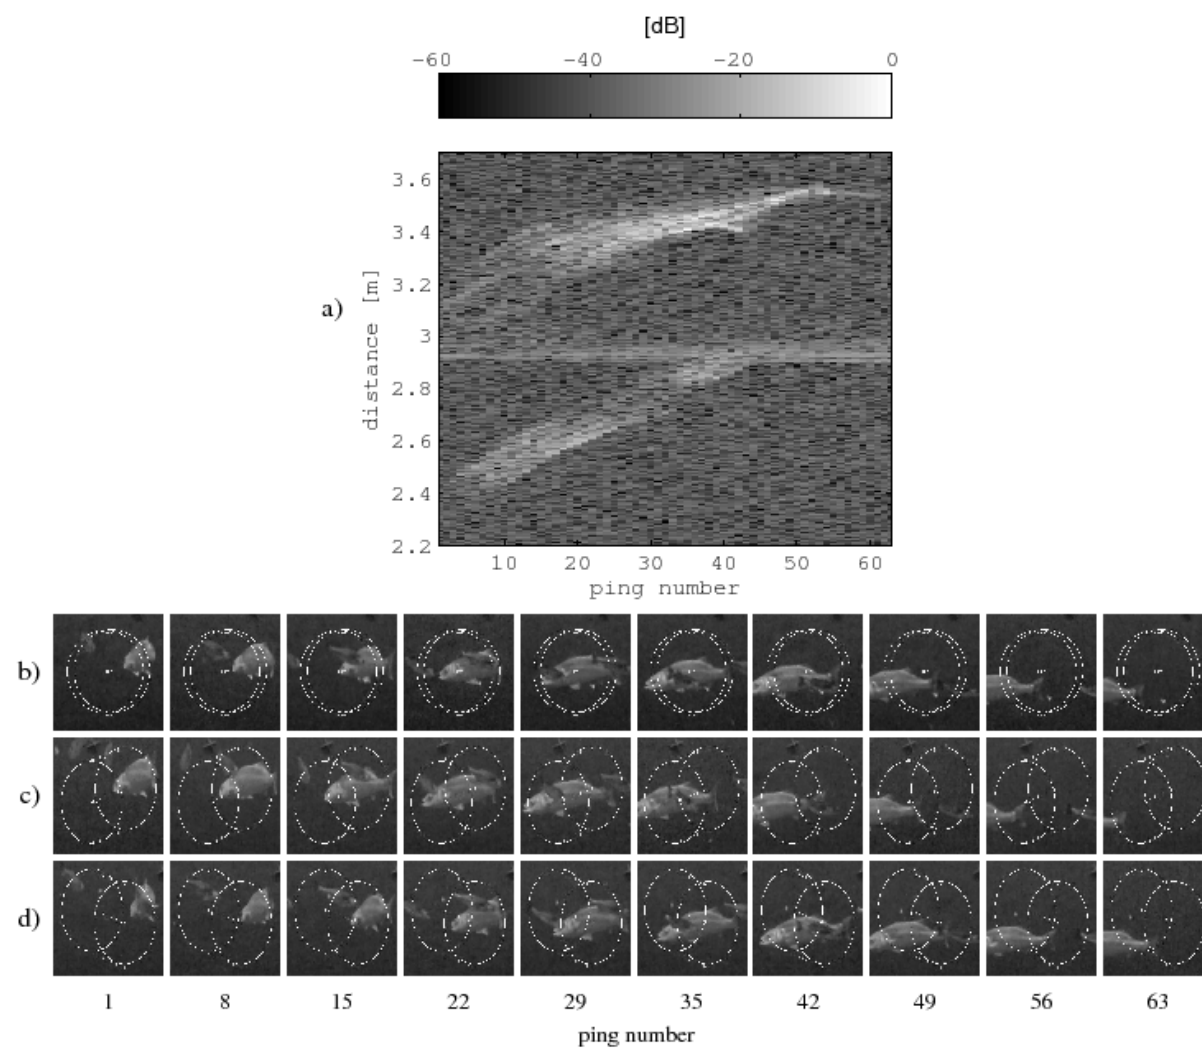 [dB]
−60 −40 −20 0
3.6
3.4
3.2
3
2.8
2.6
2.4
2.2
distance [m]
a)
10 20 30 40 50 60
ping number
b)
c)
d)
1 8 15 22 29 35 42 49 56 63
ping number